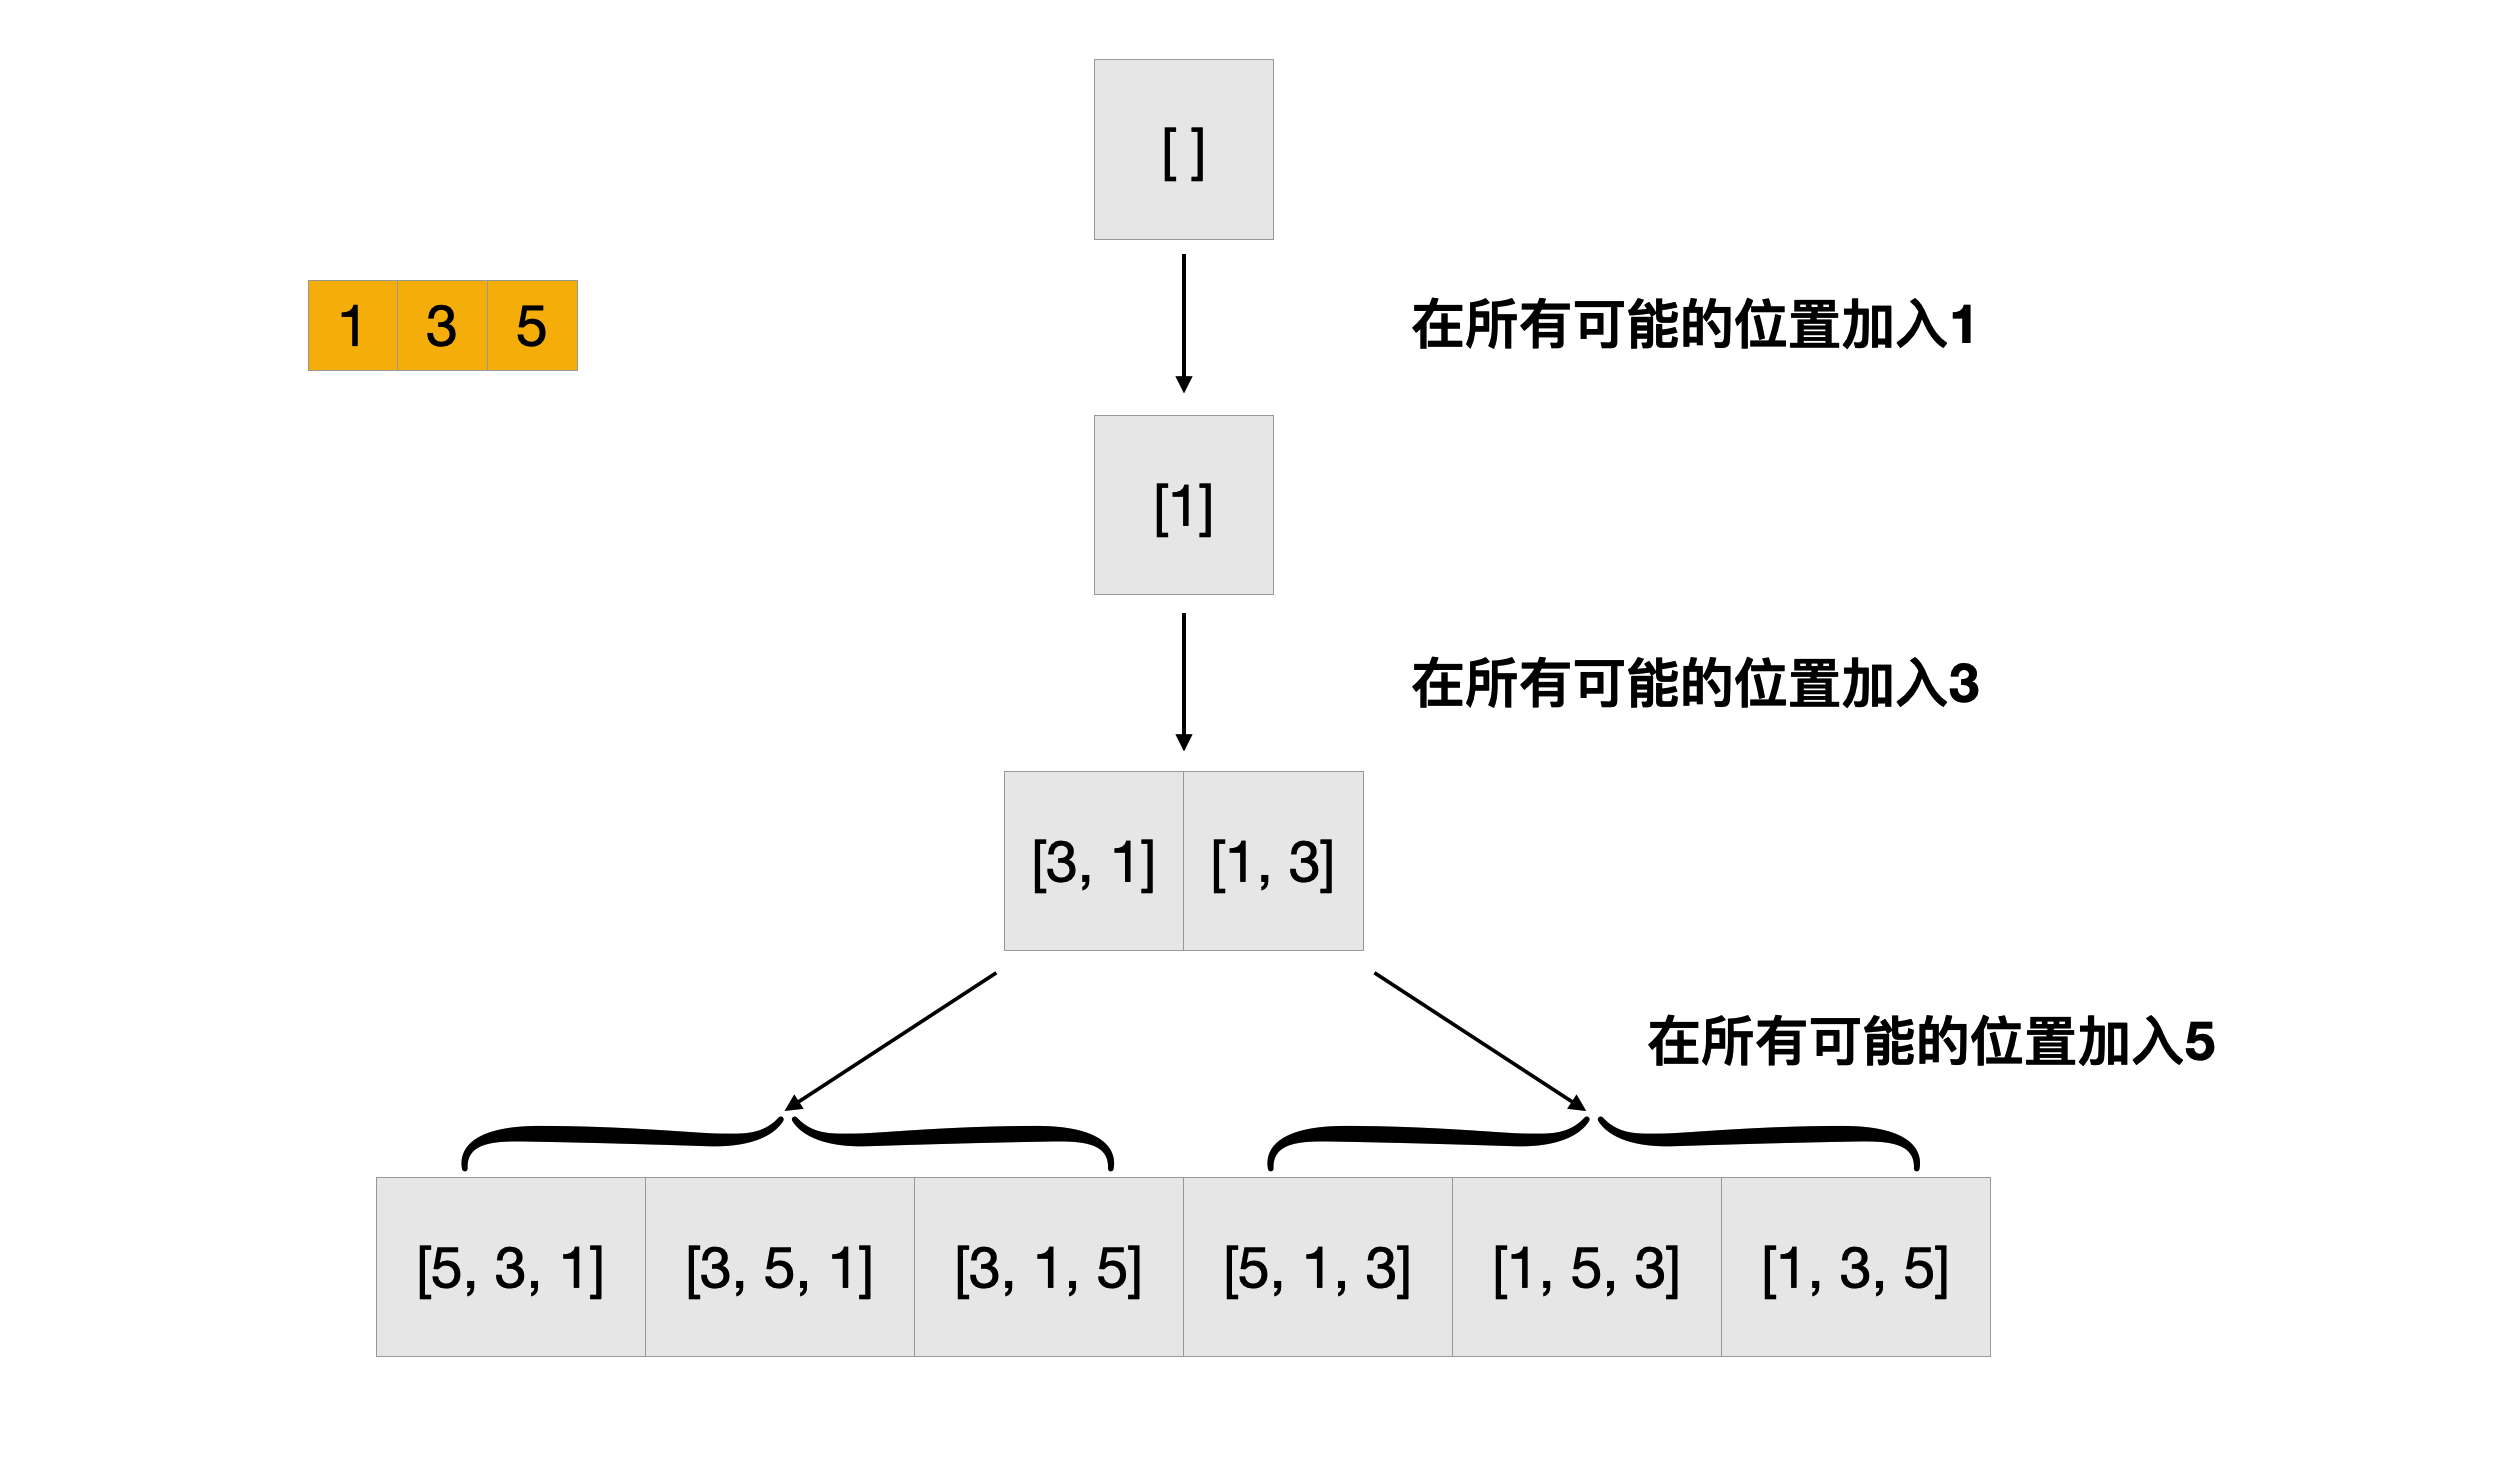 [ ]
1 3 5
在所有可能的位置加入1
[1]
在所有可能的位置加入3
[3, 1] [1, 3]
在所有可能的位置加入5
[5, 3, 1] [3, 5, 1] [3, 1, 5] [5, 1, 3] [1, 5, 3] [1, 3, 5]